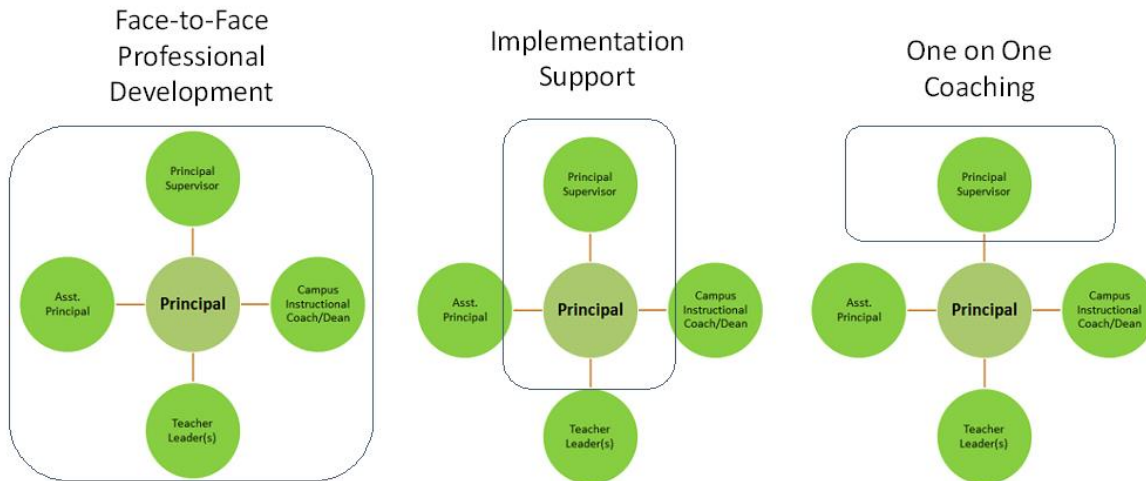 Face-to-Face
Professional
Development
Principal
Supervisor
Asst.
Principal
Principal
Campus
Instructional
Coach/Dean
Teacher
Leader(s)
Implementation
Support
Principal
Supervisor
Asst.
Principal
Principal
Campus
Instructional
Coach/Dean
Teacher
Leader(s)
One on One
Coaching
Principal
Supervisor
Asst.
Principal
Principal
Campus
Instructional
Coach/Dean
Teacher
Leader(s)